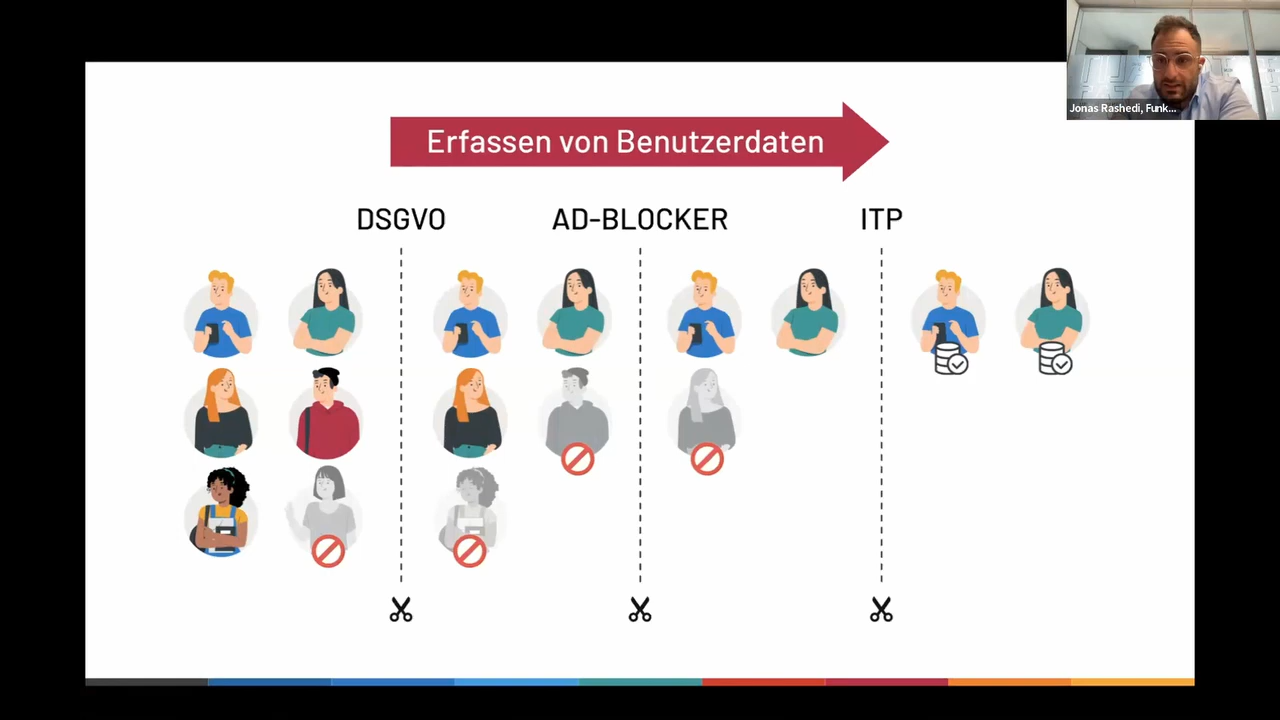 Jonas Rashedi, Funk...
Erfassen von Benutzerdaten
DSGVO
AD-BLOCKER
ITP